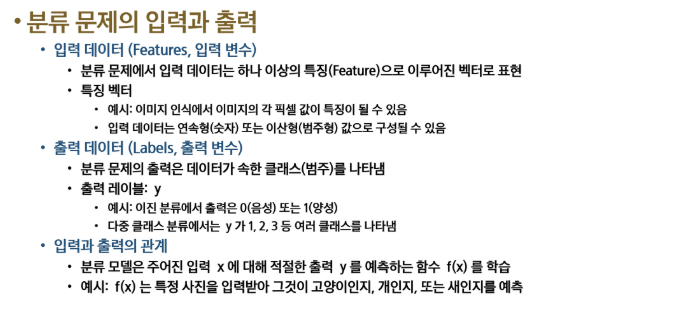 • 분류 문제의 입력과 출력
• 입력 데이터 (Features, 입력 변수)
• 분류 문제에서 입력 데이터는 하나 이상의 특징(Feature)으로 이루어진 벡터로 표현
• 특징 벡터
• 예시: 이미지 인식에서 이미지의 각 픽셀 값이 특징이 될 수 있음
• 입력 데이터는 연속형(숫자) 또는 이산형(범주형) 값으로 구성될 수 있음
• 출력 데이터 (Labels, 출력 변수)
• 분류 문제의 출력은 데이터가 속한 클래스(범주)를 나타냄
• 출력 레이블: y
• 예시: 이진 분류에서 출력은 0(음성) 또는 1(양성)
• 다중 클래스 분류에서는 y 가 1, 2, 3 등 여러 클래스를 나타냄
• 입력과 출력의 관계
• 분류 모델은 주어진 입력 x 에 대해 적절한 출력 y 를 예측하는 함수 f(x) 를 학습
• 예시: f(x) 는 특정 사진을 입력받아 그것이 고양이인지, 개인지, 또는 새인지를 예측